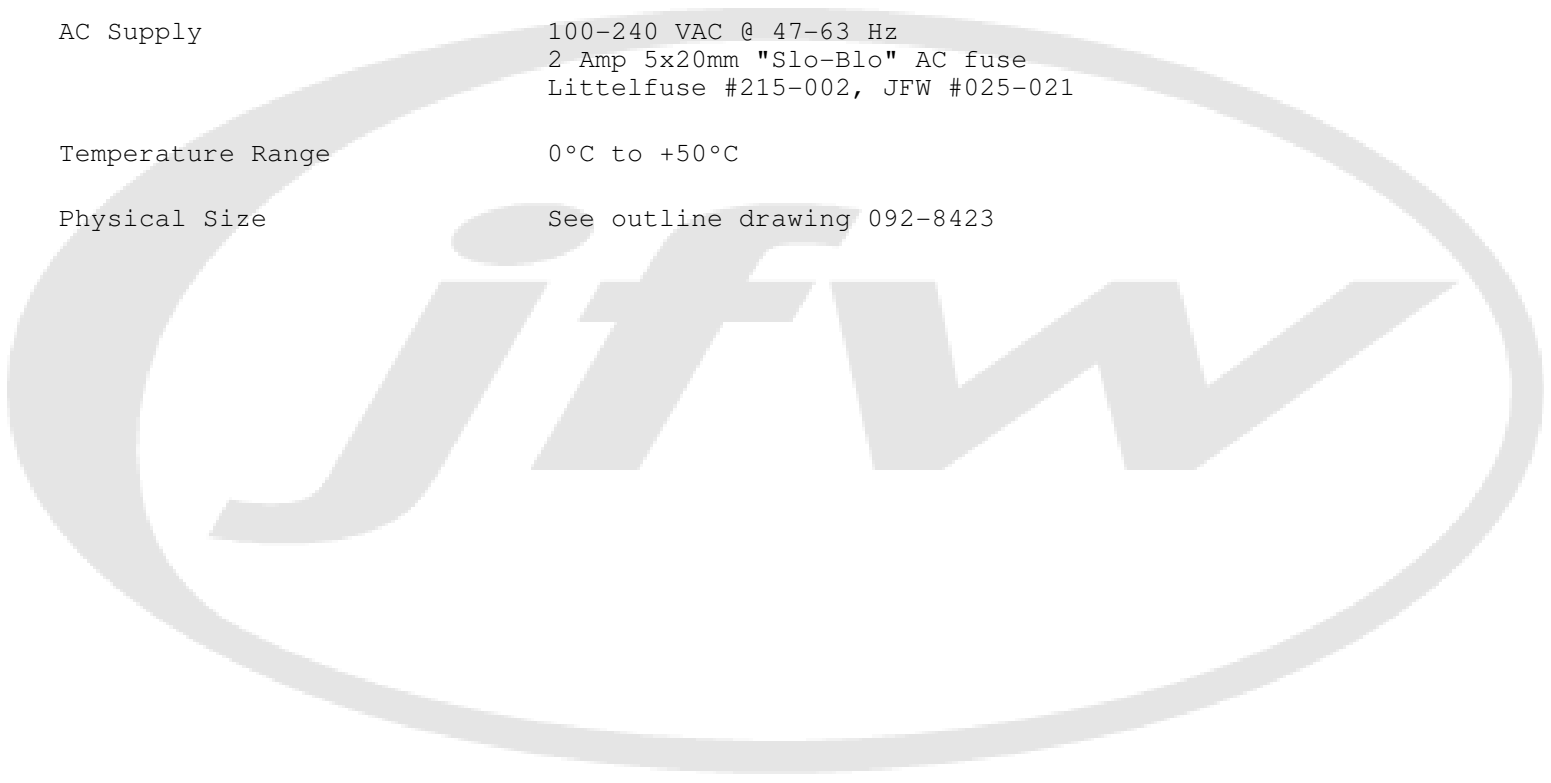 AC Supply 100-240 VAC @ 47-63 Hz
2 Amp 5x20mm "Slo-Blo" AC fuse
Littelfuse #215-002, JFW #025-021
Temperature Range 0°C to +50°C
Physical Size See outline drawing 092-8423
jfw